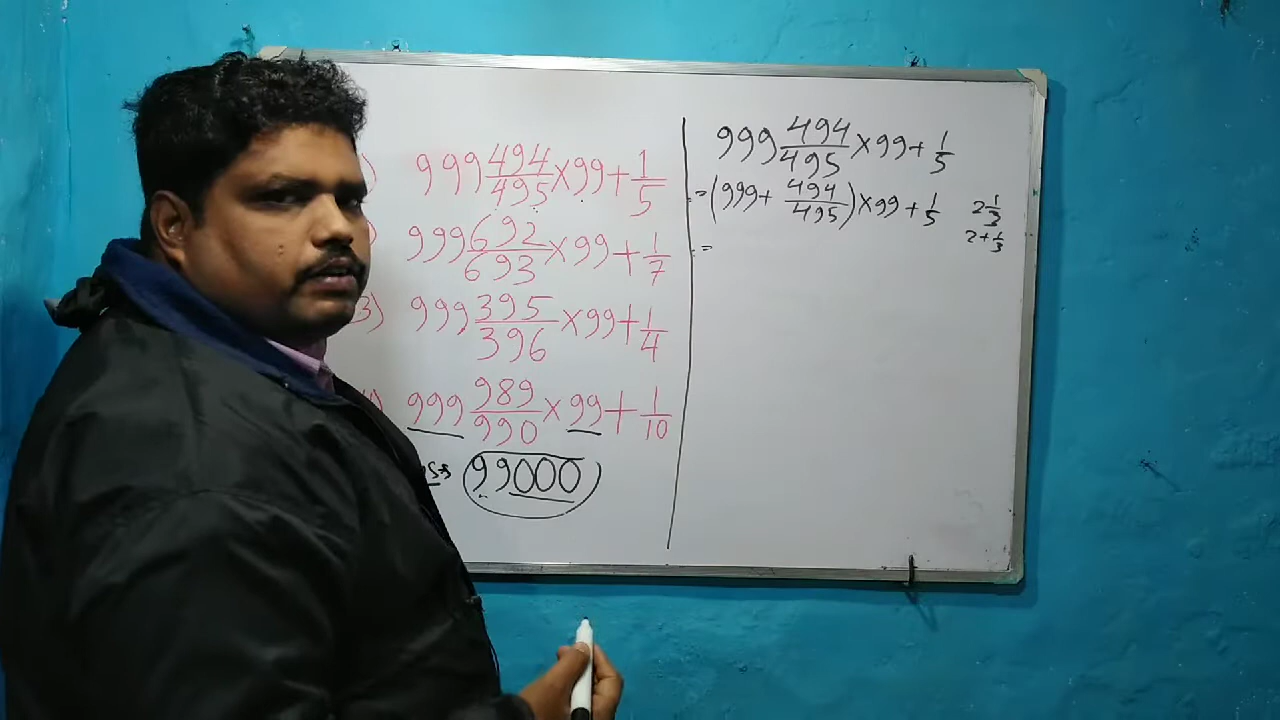 ) 999 494/495 × 99 + 1/5
) 999 692/693 × 99 + 1/7
3) 999 395/396 × 99 + 1/4
) 999 989/990 × 99 + 1/10
99000
999 494/495 × 99 + 1/5
= (999 + 494/495) × 99 + 1/5
=
2 1/3
2 + 1/3